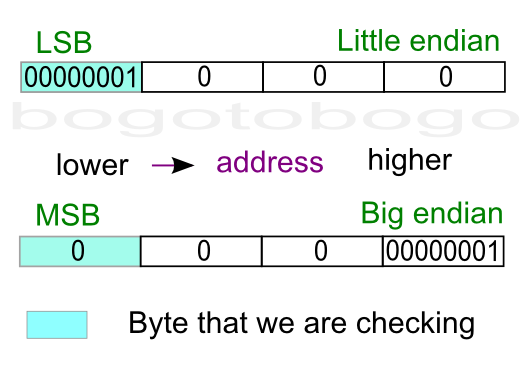 LSB Little endian
00000001 0 0 0
bogotobogo
lower address higher
MSB Big endian
0 0 0 00000001
Byte that we are checking